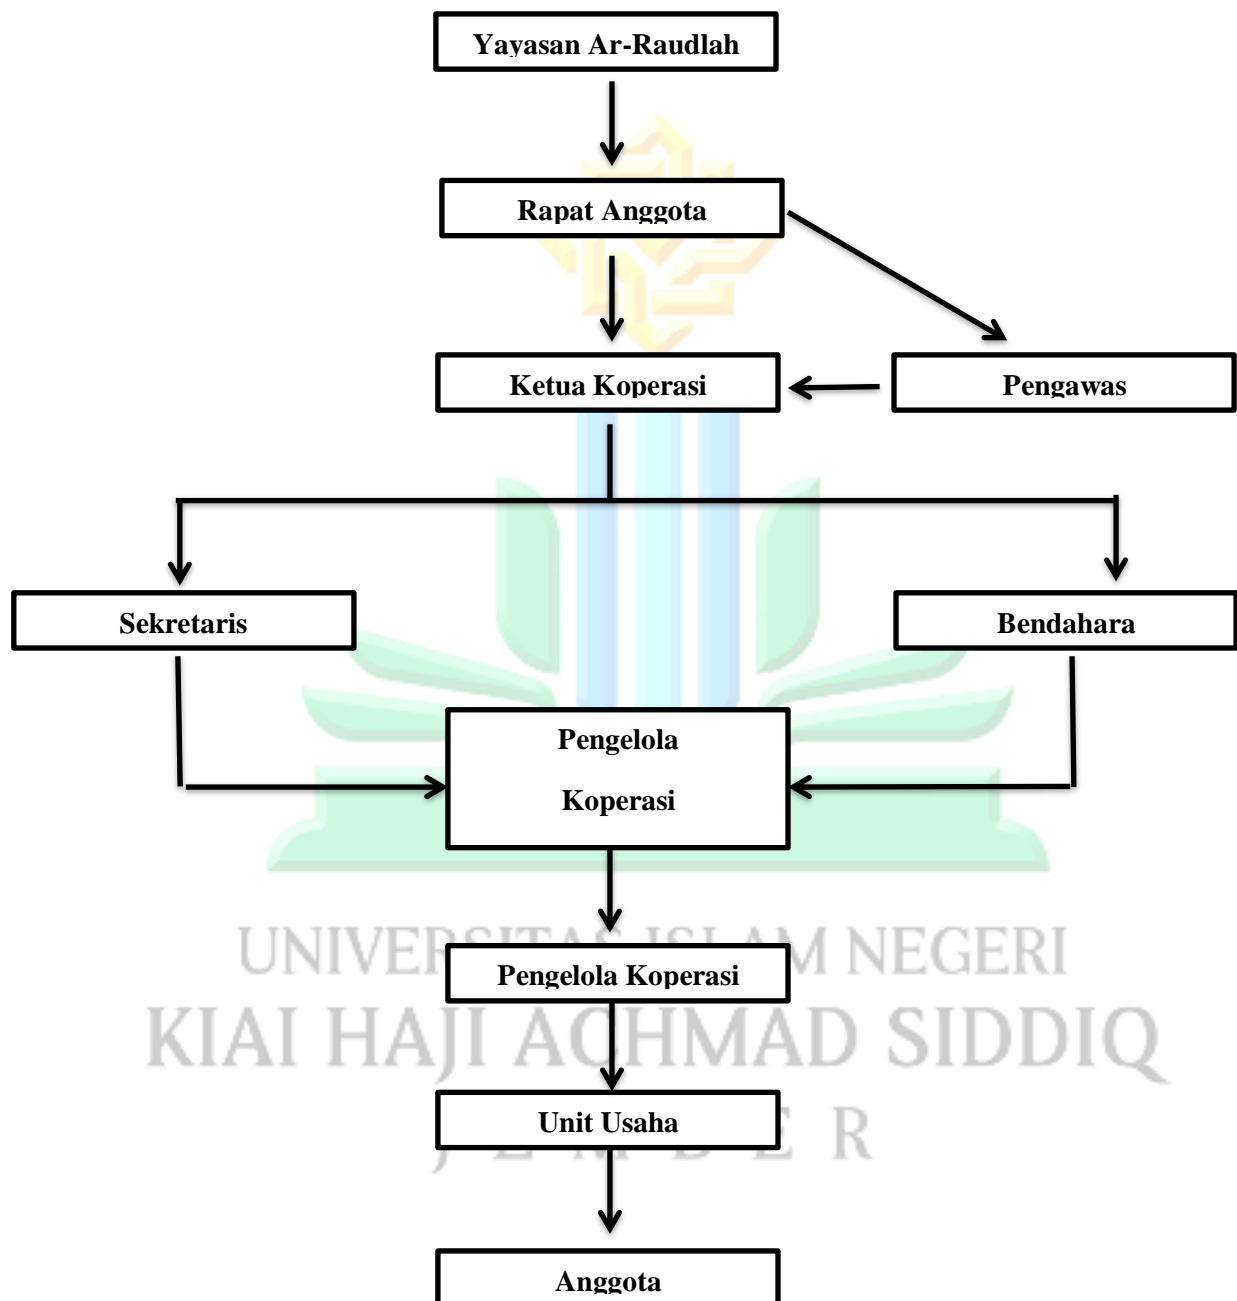 Yayasan Ar-Raudlah
Rapat Anggota
Ketua Koperasi
Pengawas
Sekretaris
Bendahara
Pengelola
Koperasi
UNIVERSITAS ISLAM NEGERI
Pengelola Koperasi
KIAI HAJI ACHMAD SIDDIQ
Unit Usaha
JEMBER
Anggota